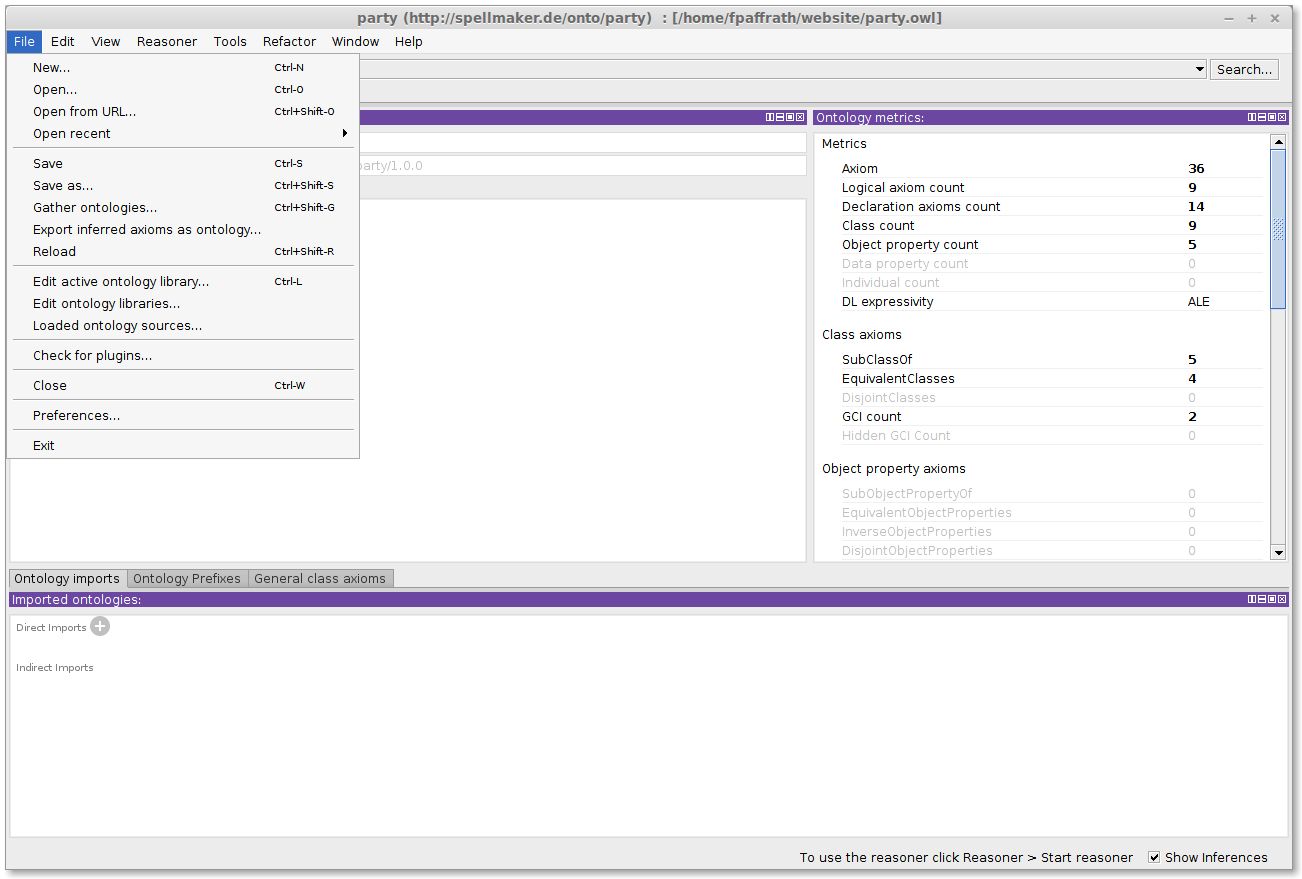 party (http://spellmaker.de/onto/party)  : [/home/fpaffrath/website/party.owl]
File Edit View Reasoner Tools Refactor Window Help
New... Ctrl-N
Open... Ctrl-O
Open from URL... Ctrl+Shift-O
Open recent
Save Ctrl-S
Save as... Ctrl+Shift-S
Gather ontologies... Ctrl+Shift-G
Export inferred axioms as ontology...
Reload Ctrl+Shift-R
Edit active ontology library... Ctrl-L
Edit ontology libraries...
Loaded ontology sources...
Check for plugins...
Close Ctrl-W
Preferences...
Exit
Search...
party/1.0.0
Ontology metrics:
Metrics
Axiom 36
Logical axiom count 9
Declaration axioms count 14
Class count 9
Object property count 5
Data property count 0
Individual count 0
DL expressivity ALE
Class axioms
SubClassOf 5
EquivalentClasses 4
DisjointClasses 0
GCI count 2
Hidden GCI Count 0
Object property axioms
SubObjectPropertyOf 0
EquivalentObjectProperties 0
InverseObjectProperties 0
DisjointObjectProperties 0
Ontology imports Ontology Prefixes General class axioms
Imported ontologies:
Direct Imports
Indirect Imports
To use the reasoner click Reasoner > Start reasoner Show Inferences